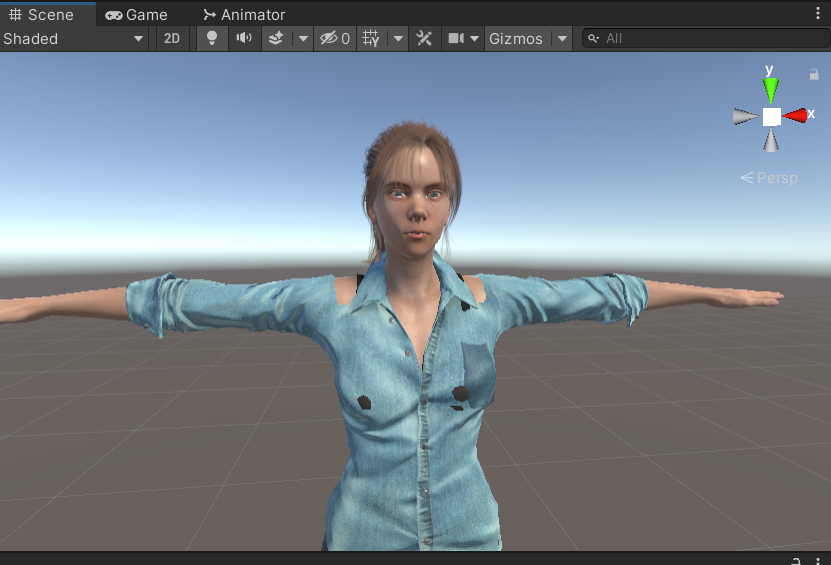 Scene Game Animator
Shaded 2D 0 Gizmos All
y
x
Persp